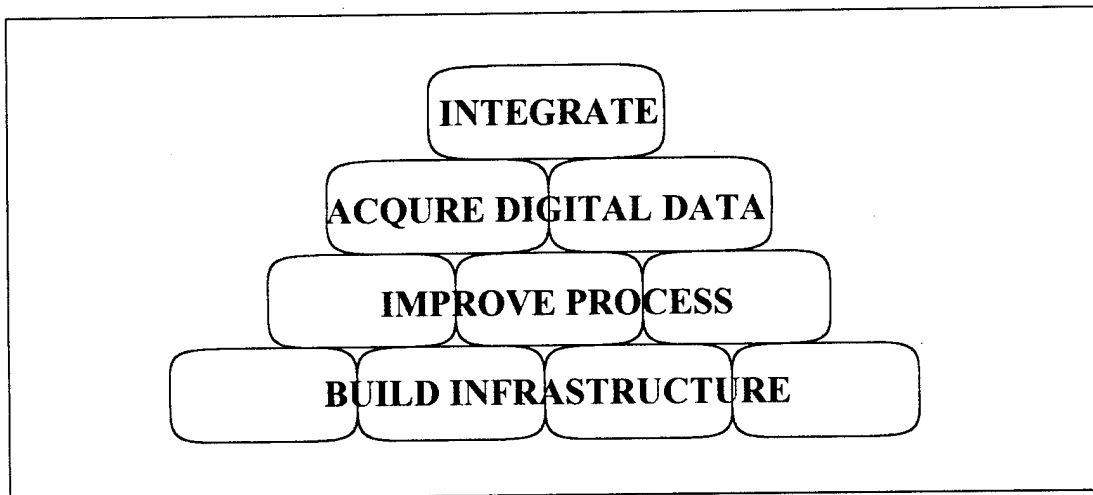 INTEGRATE
ACQURE DIGITAL DATA
IMPROVE PROCESS
BUILD INFRASTRUCTURE